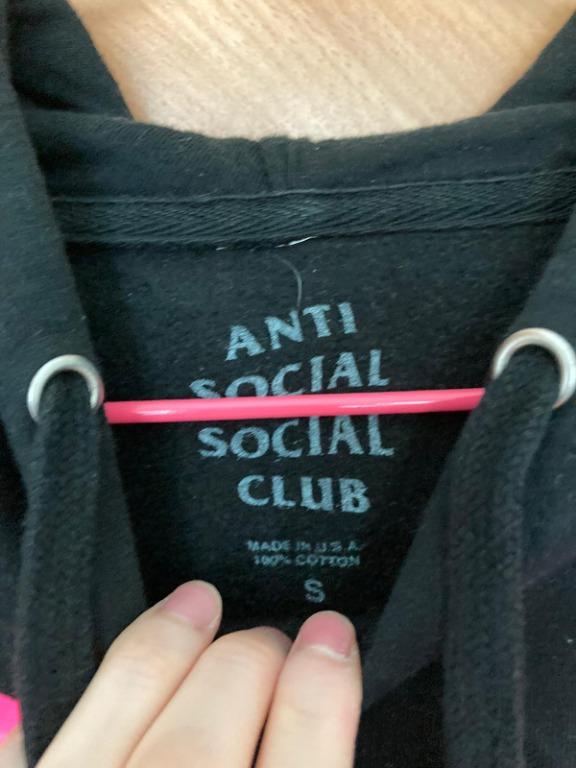 ANTI
SOCIAL
SOCIAL
CLUB
MADE IN U.S.A.
100% COTTON
S